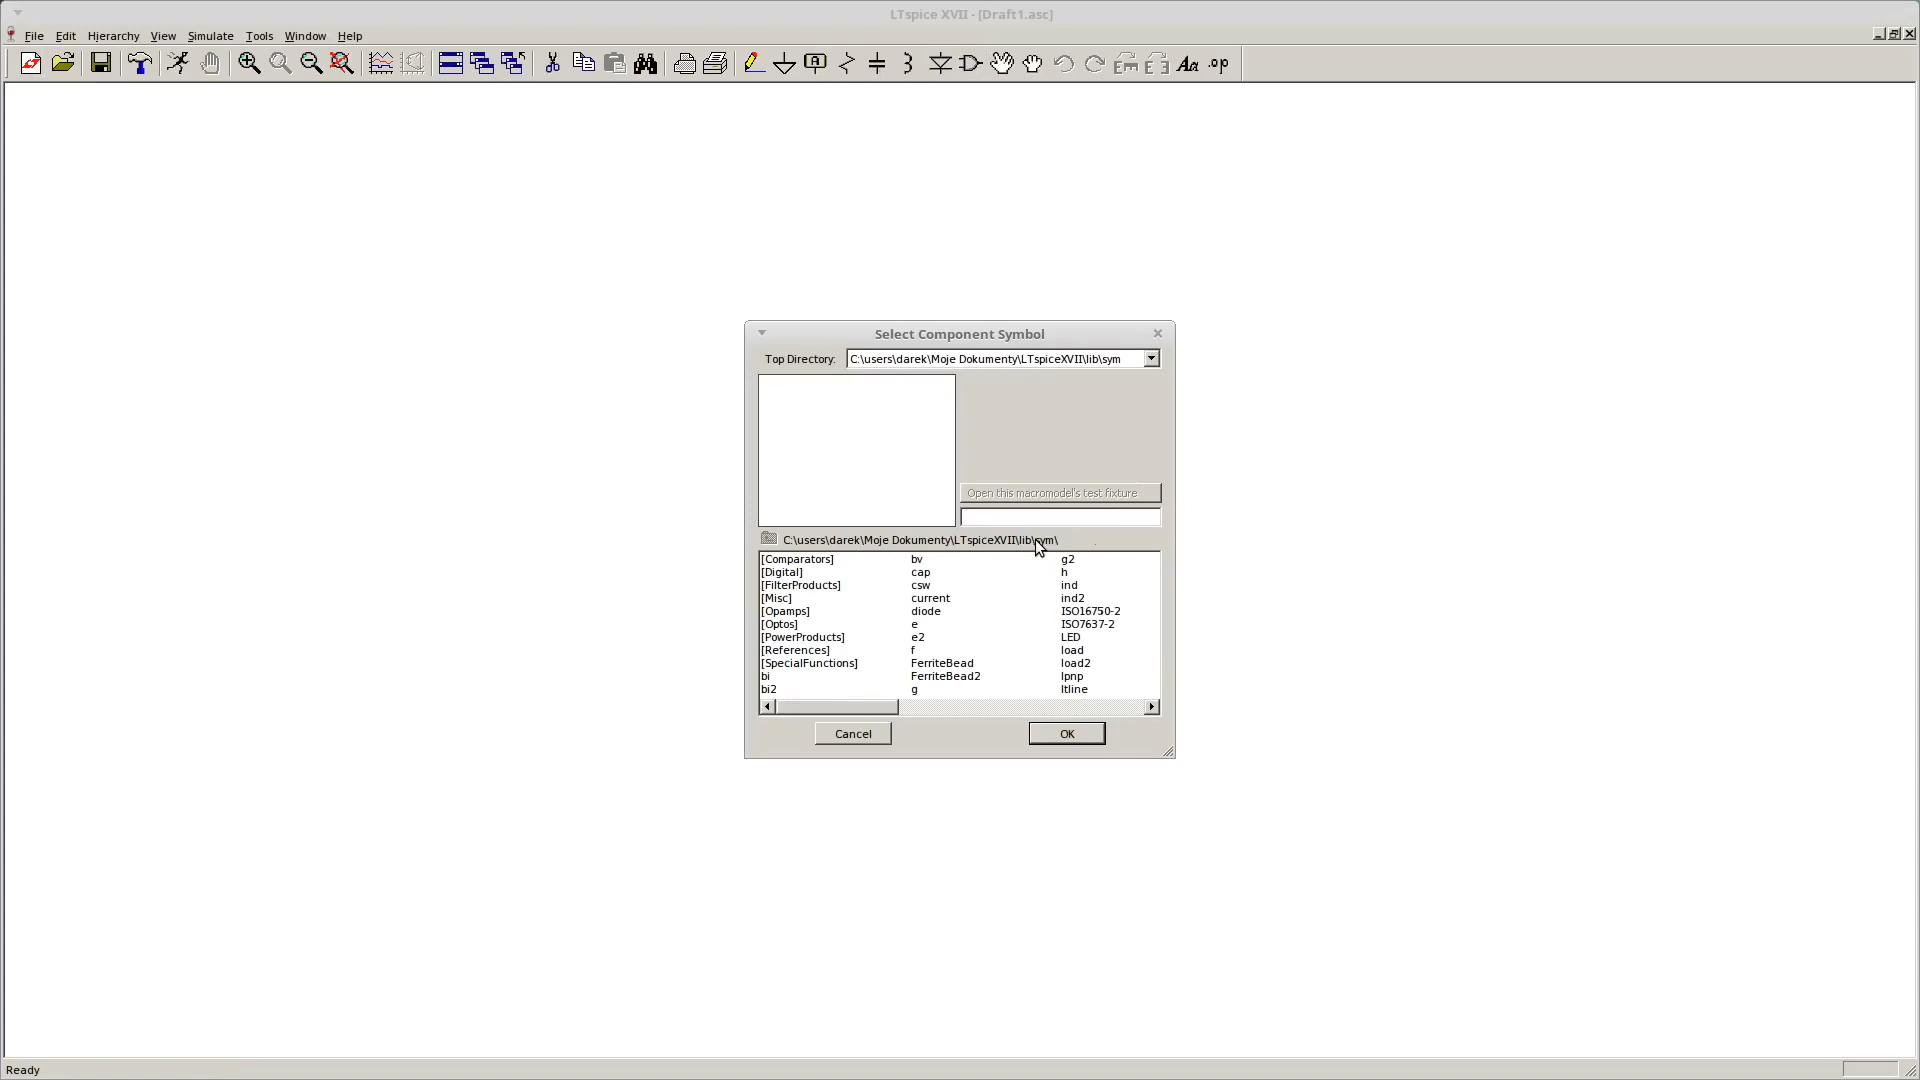 LTspice XVII - [Draft1.asc]
File Edit Hierarchy View Simulate Tools Window Help
A Aa .op
Select Component Symbol
Top Directory: C:\users\darek\Moje Dokumenty\LTspiceXVII\lib\sym
Open this macromodel's test fixture
C:\users\darek\Moje Dokumenty\LTspiceXVII\lib\sym\
[Comparators] bv g2
[Digital] cap h
[FilterProducts] csw ind
[Misc] current ind2
[Opamps] diode ISO16750-2
[Optos] e ISO7637-2
[PowerProducts] e2 LED
[References] f load
[SpecialFunctions] FerriteBead load2
bi FerriteBead2 lpnp
bi2 g ltline
Cancel OK
Ready